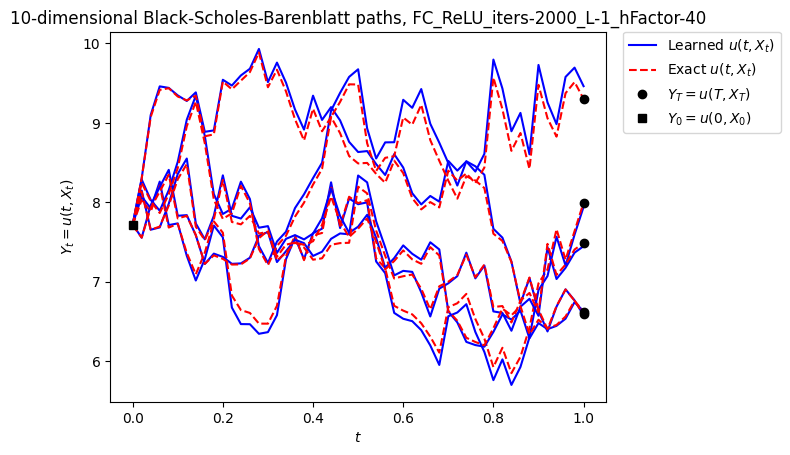 10-dimensional Black-Scholes-Barenblatt paths, FC_ReLU_iters-2000_L-1_hFactor-40
Learned u(t, X_t)
Exact u(t, X_t)
Y_T = u(T, X_T)
Y_0 = u(0, X_0)
Y_t = u(t, X_t)
10
9
8
7
6
0.0 0.2 0.4 0.6 0.8 1.0
t